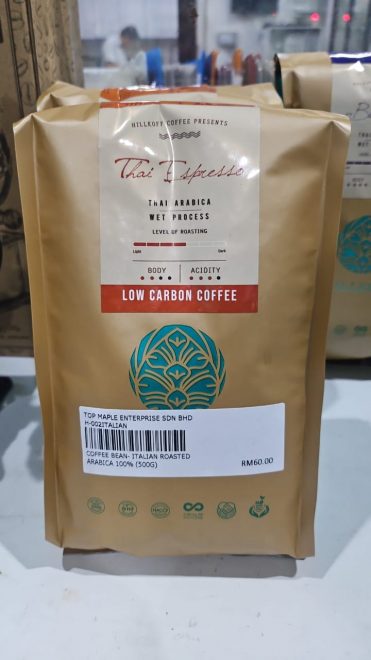 HILLKOFF COFFEE PRESENTS
Thai Espresso
THAI ARABICA
WET PROCESS
LEVEL OF ROASTING
Light Dark
BODY ACIDITY
LOW CARBON COFFEE
TOP MAPLE ENTERPRISE SDN BHD
H-002ITALIAN
COFFEE BEAN- ITALIAN ROASTED
ARABICA 100% (500G)
RM60.00
HACCP